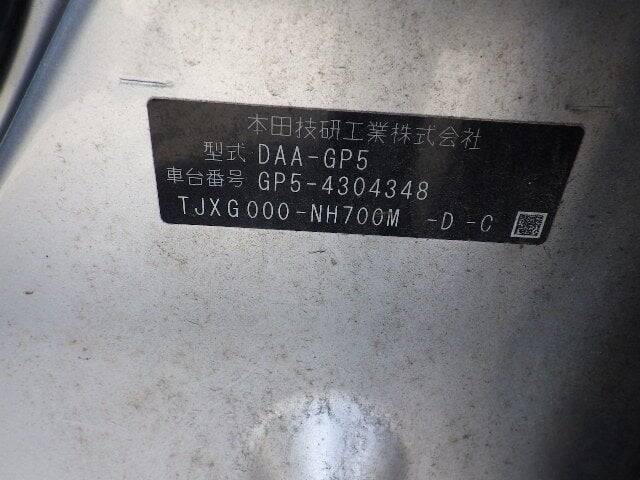 本田技研工業株式会社
型式 DAA-GP5
車台番号 GP5-4304348
TJXG000-NH700M -D -C